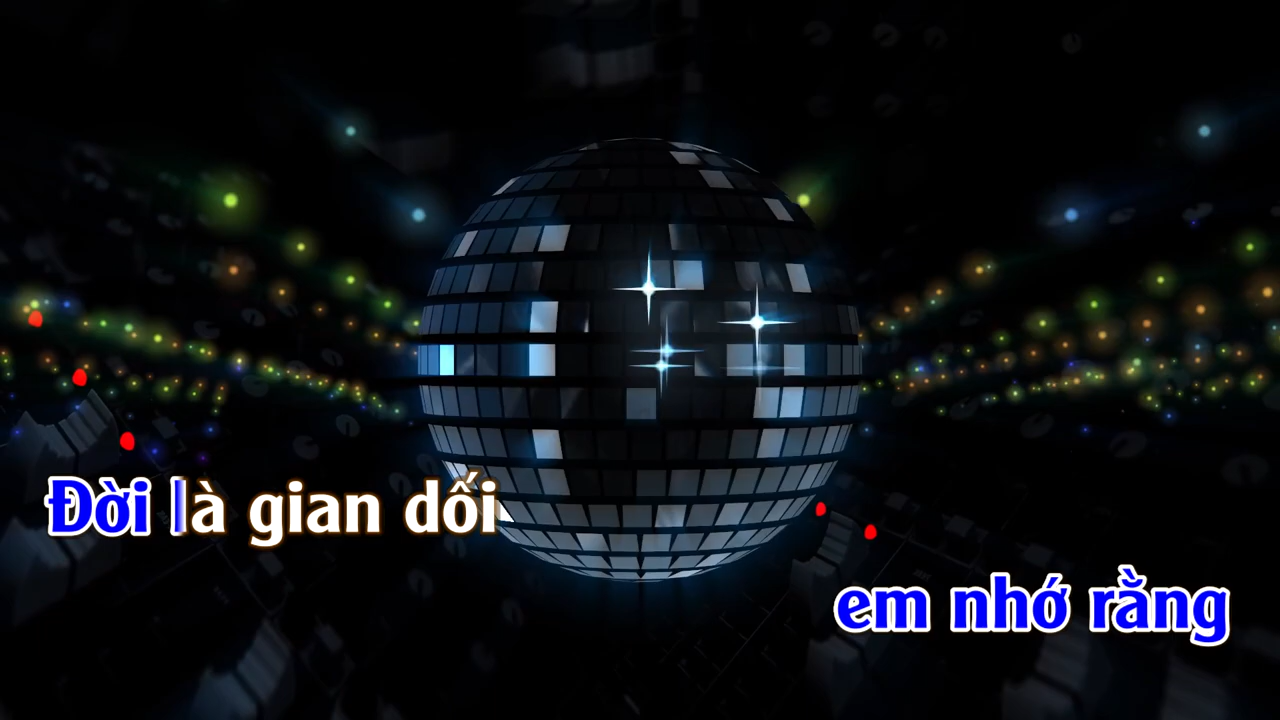 Đời là gian dối
em nhớ rằng